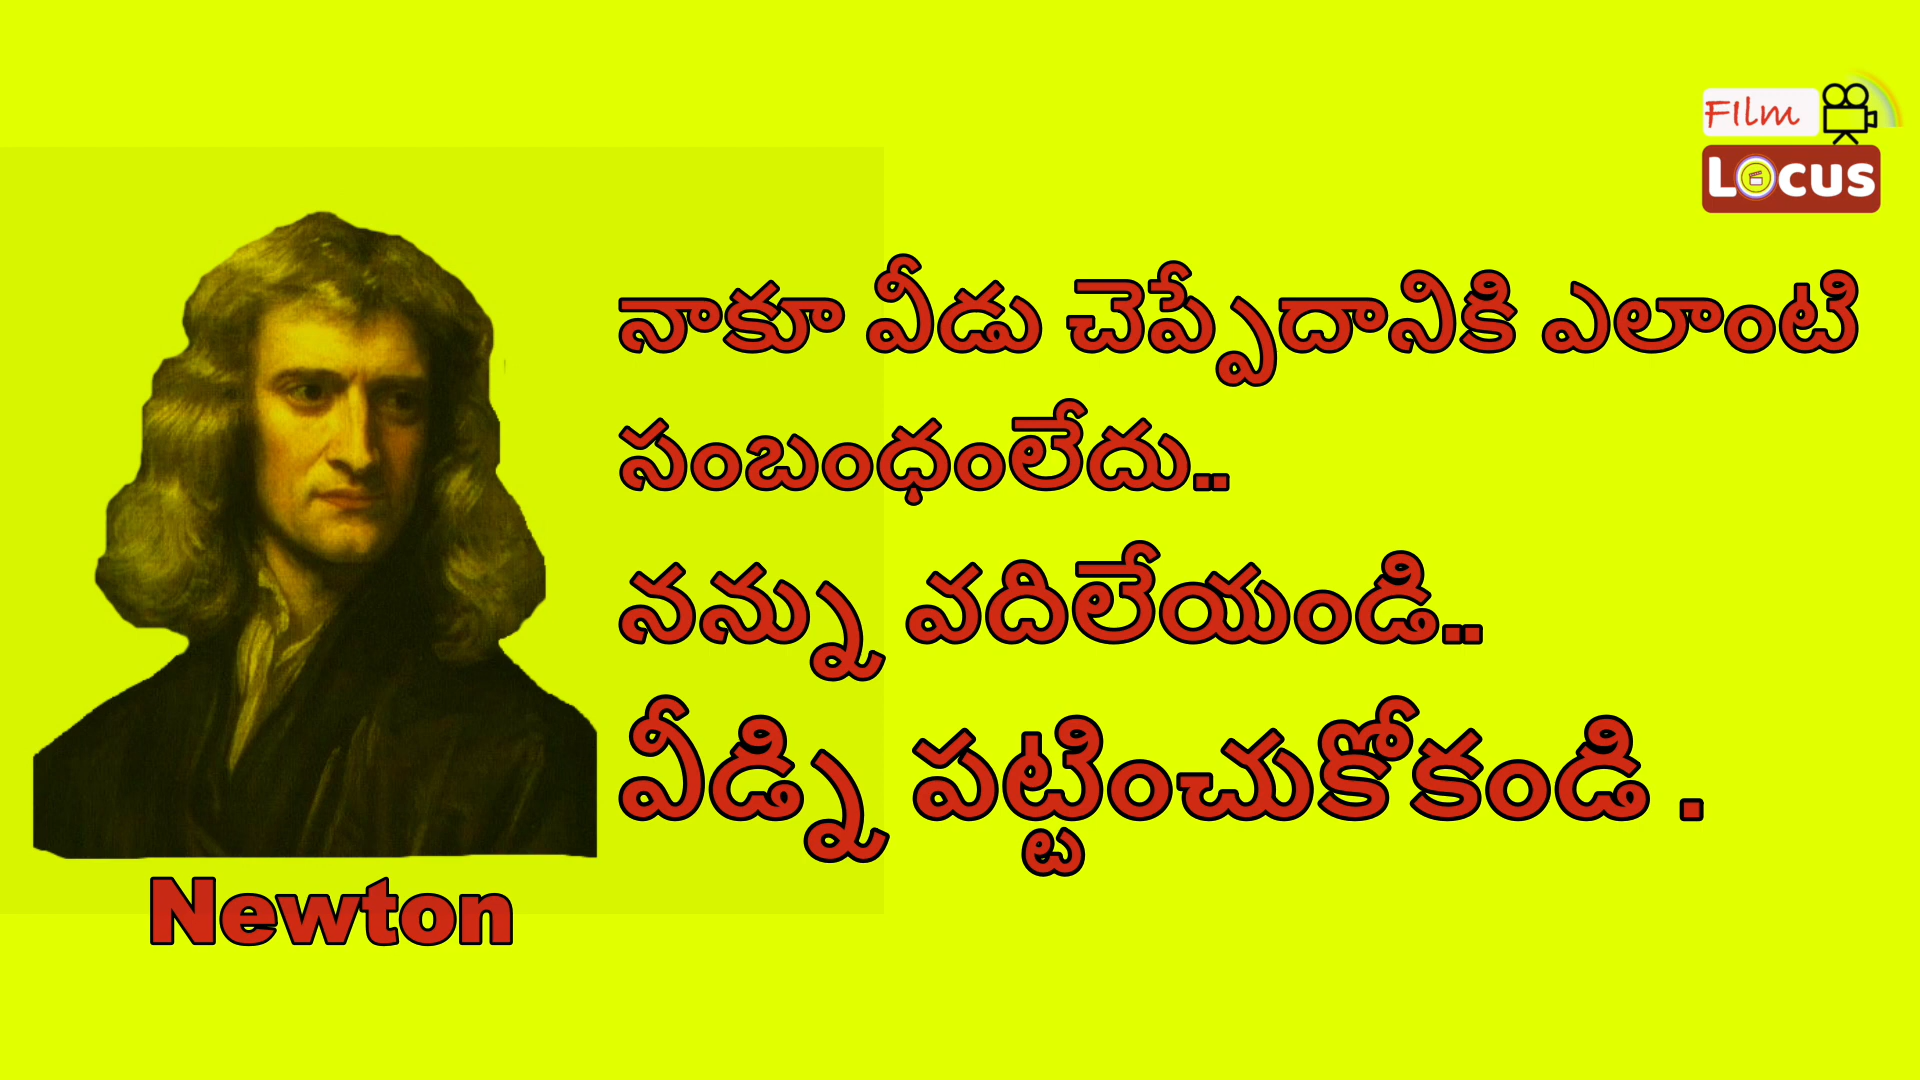 FIlm
LOcus
నాకూ వీడు చెప్పేదానికి ఎలాంటి
సంబంధంలేదు..
నన్ను వదిలేయండి..
వీడ్ని పట్టించుకోకండి .
Newton